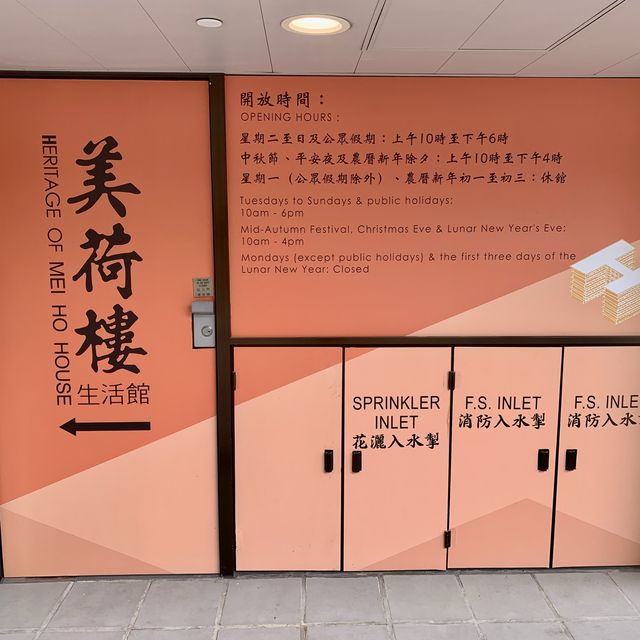 美荷樓
HERITAGE OF MEI HO HOUSE
生活館
開放時間：
OPENING HOURS :
星期二至日及公眾假期：上午10時至下午6時
中秋節、平安夜及農曆新年除夕：上午10時至下午4時
星期一（公眾假期除外）、農曆新年初一至初三：休館
Tuesdays to Sundays & public holidays:
10am - 6pm
Mid-Autumn Festival, Christmas Eve & Lunar New Year's Eve:
10am - 4pm
Mondays (except public holidays) & the first three days of the
Lunar New Year: Closed
SPRINKLER
INLET
花灑入水掣
F.S. INLET
消防入水掣
F.S. INLE
消防入水